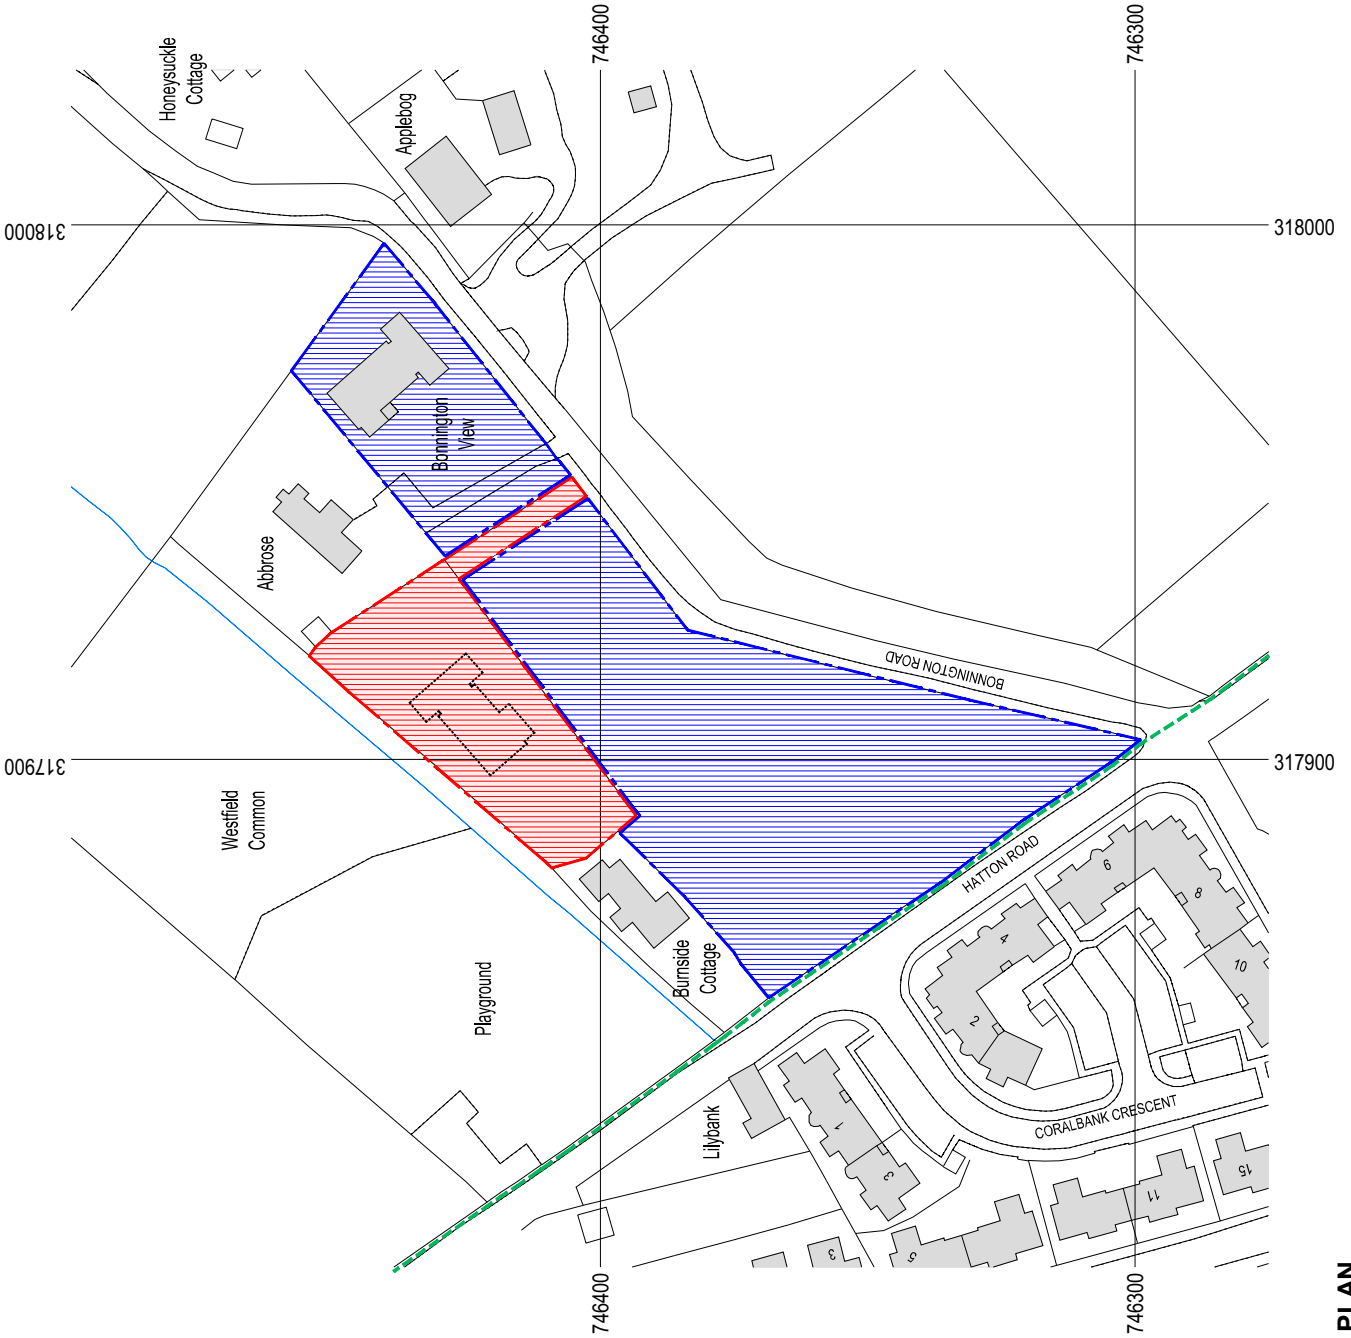 746400
746300
Honeysuckle
Cottage
Applebog
318000
318000
Bonnington
View
Abbrose
BONNINGTON ROAD
317900
317900
Westfield
Common
HATTON ROAD
6
8
4
10
2
Burnside
Cottage
Playground
CORALBANK CRESCENT
Lilybank
1
3
11
15
3
5
746400
746300
PLAN